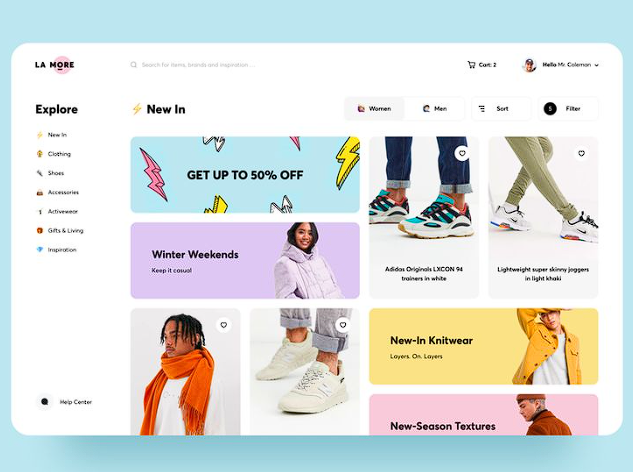 LA MORE
Search for items, brands and inspiration ...
Cart: 2
Hello Mr. Coleman
Explore
New In
Clothing
Shoes
Accessories
Activewear
Gifts & Living
Inspiration
Help Center
New In
Women
Men
Sort
5
Filter
GET UP TO 50% OFF
Winter Weekends
Keep it casual
Adidas Originals LXCON 94
trainers in white
Lightweight super skinny joggers
in light khaki
New-In Knitwear
Layers. On. Layers
New-Season Textures